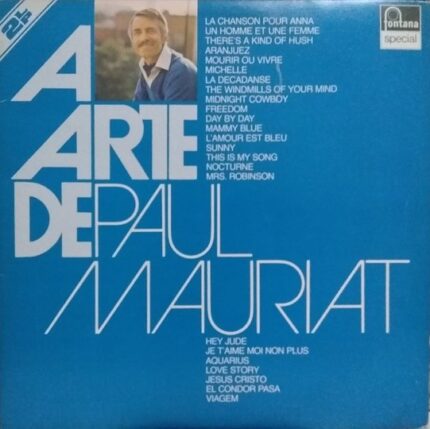 2LP
fontana
special
LA CHANSON POUR ANNA
UN HOMME ET UNE FEMME
THERE'S A KIND OF HUSH
ARANJUEZ
MOURIR OU VIVRE
MICHELLE
LA DECADANSE
THE WINDMILLS OF YOUR MIND
MIDNIGHT COWBOY
FREEDOM
DAY BY DAY
MAMMY BLUE
L'AMOUR EST BLEU
SUNNY
THIS IS MY SONG
NOCTURNE
MRS. ROBINSON
A
ARTE
DE PAUL
MAURIAT
HEY JUDE
JE T'AIME MOI NON PLUS
AQUARIUS
LOVE STORY
JESUS CRISTO
EL CONDOR PASA
VIAGEM